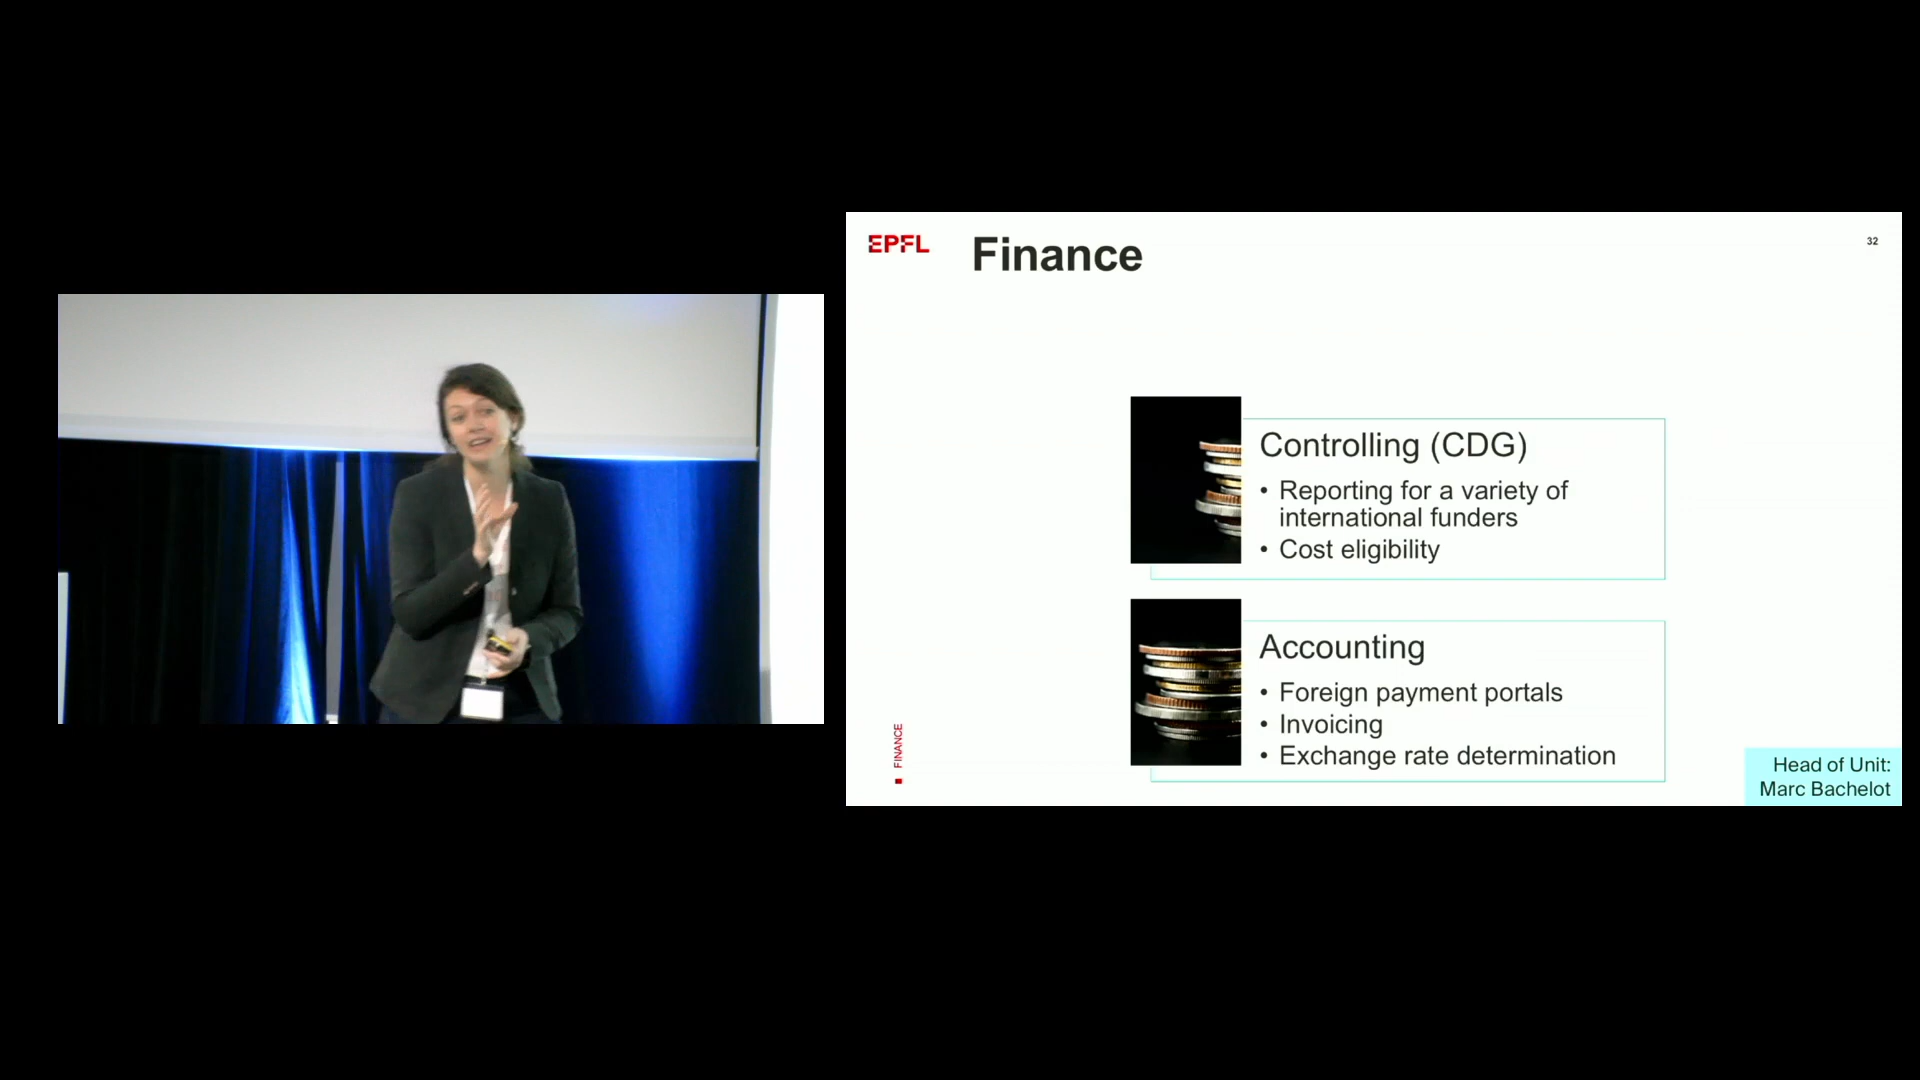 EPFL
Finance
32
Controlling (CDG)
• Reporting for a variety of
international funders
• Cost eligibility
Accounting
• Foreign payment portals
• Invoicing
• Exchange rate determination
FINANCE
Head of Unit:
Marc Bachelot